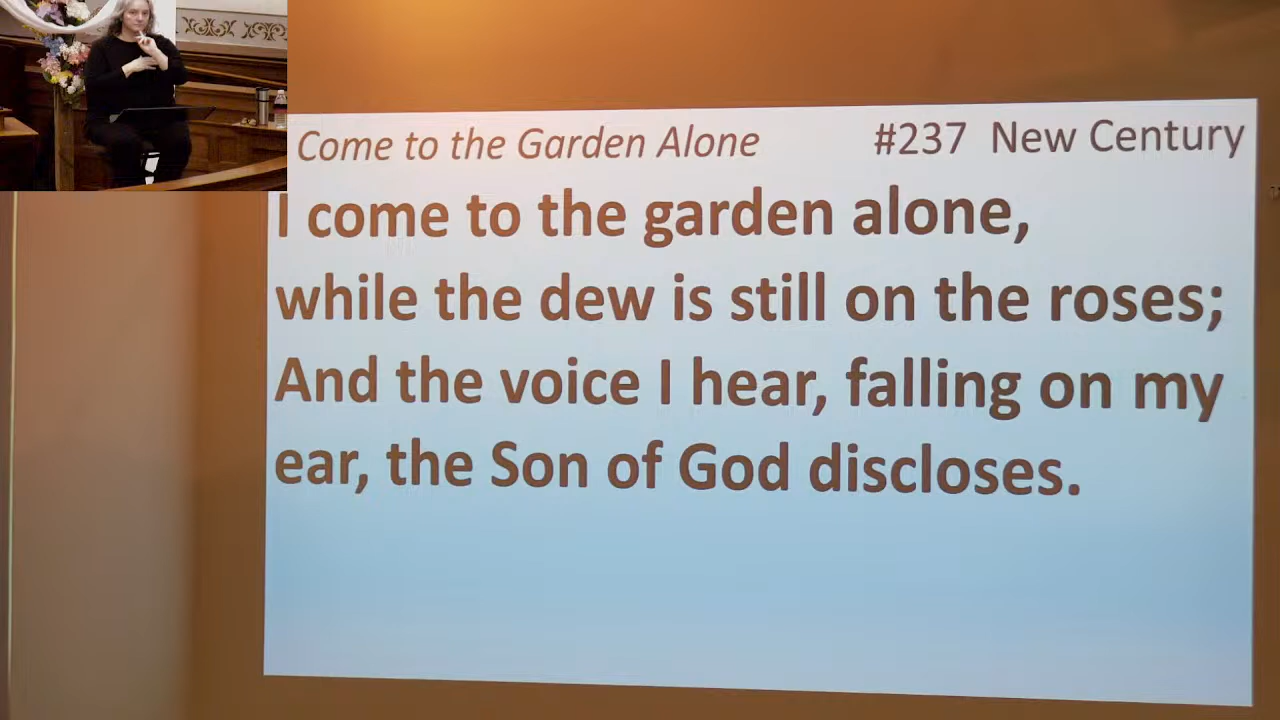 Come to the Garden Alone #237 New Century
I come to the garden alone,
while the dew is still on the roses;
And the voice I hear, falling on my
ear, the Son of God discloses.